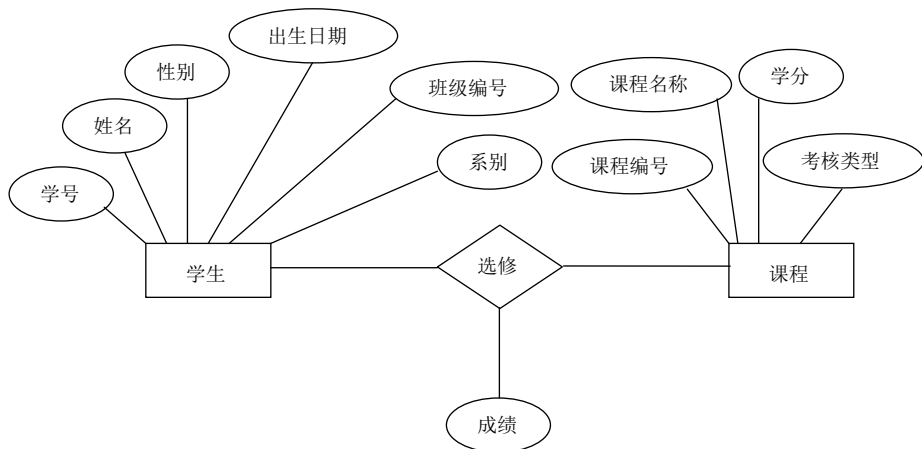 出生日期
性别
班级编号
课程名称
学分
姓名
系别
课程编号
考核类型
学号
学生
选修
课程
成绩